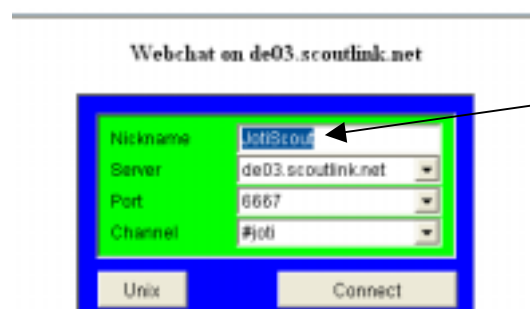 Webchat on de03.scoutlink.net
Nickname JotiScout
Server de03.scoutlink.net
Port 6667
Channel #joti
Unix Connect